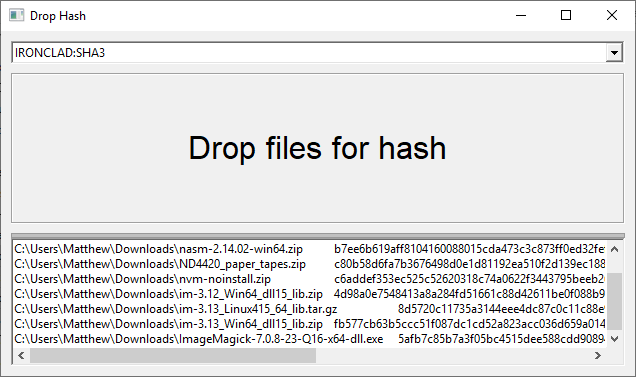 Drop Hash
IRONCLAD:SHA3
Drop files for hash
C:\Users\Matthew\Downloads\nasm-2.14.02-win64.zip b7ee6b619aff8104160088015cda473c3c873ff0ed32fe
C:\Users\Matthew\Downloads\ND4420_paper_tapes.zip c80b58d6fa7b3676498d0e1d81192ea510f2d139ec188
C:\Users\Matthew\Downloads\nvm-noinstall.zip c6addef353ec525c52620318c74a0622f3443795beeb2
C:\Users\Matthew\Downloads\im-3.12_Win64_dll15_lib.zip 4d98a0e7548413a8a284fd51661c88d42611be0f088b9
C:\Users\Matthew\Downloads\im-3.13_Linux415_64_lib.tar.gz 8d5720c11735a3144eee4dc87c0c11c88e
C:\Users\Matthew\Downloads\im-3.13_Win64_dll15_lib.zip fb577cb63b5ccc51f087dc1cd52a823acc036d659a014
C:\Users\Matthew\Downloads\ImageMagick-7.0.8-23-Q16-x64-dll.exe 5afb7c85b7a3f05bc4515dee588cdd9089